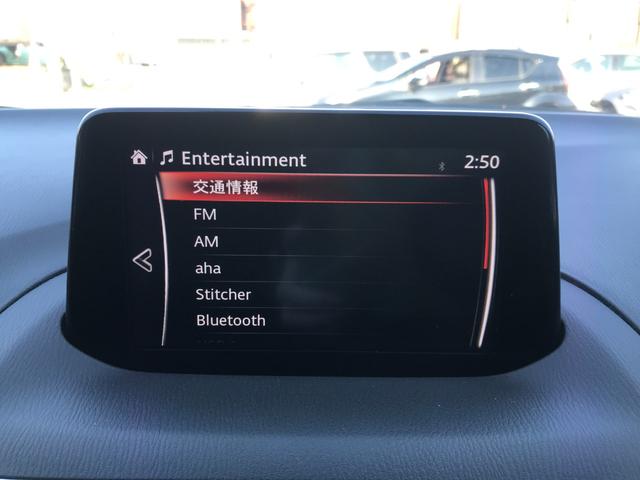 Entertainment 2:50
交通情報
FM
AM
aha
Stitcher
Bluetooth